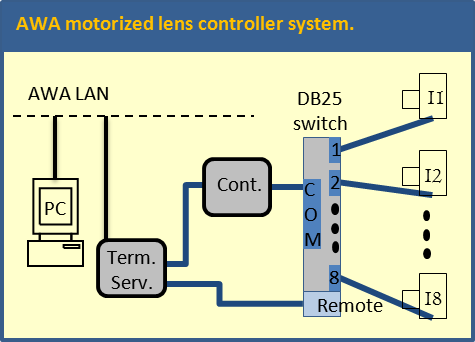 AWA motorized lens controller system.
AWA LAN
DB25
switch
PC
Term.
Serv.
Cont.
COM
1
2
8
Remote
I1
I2
I8